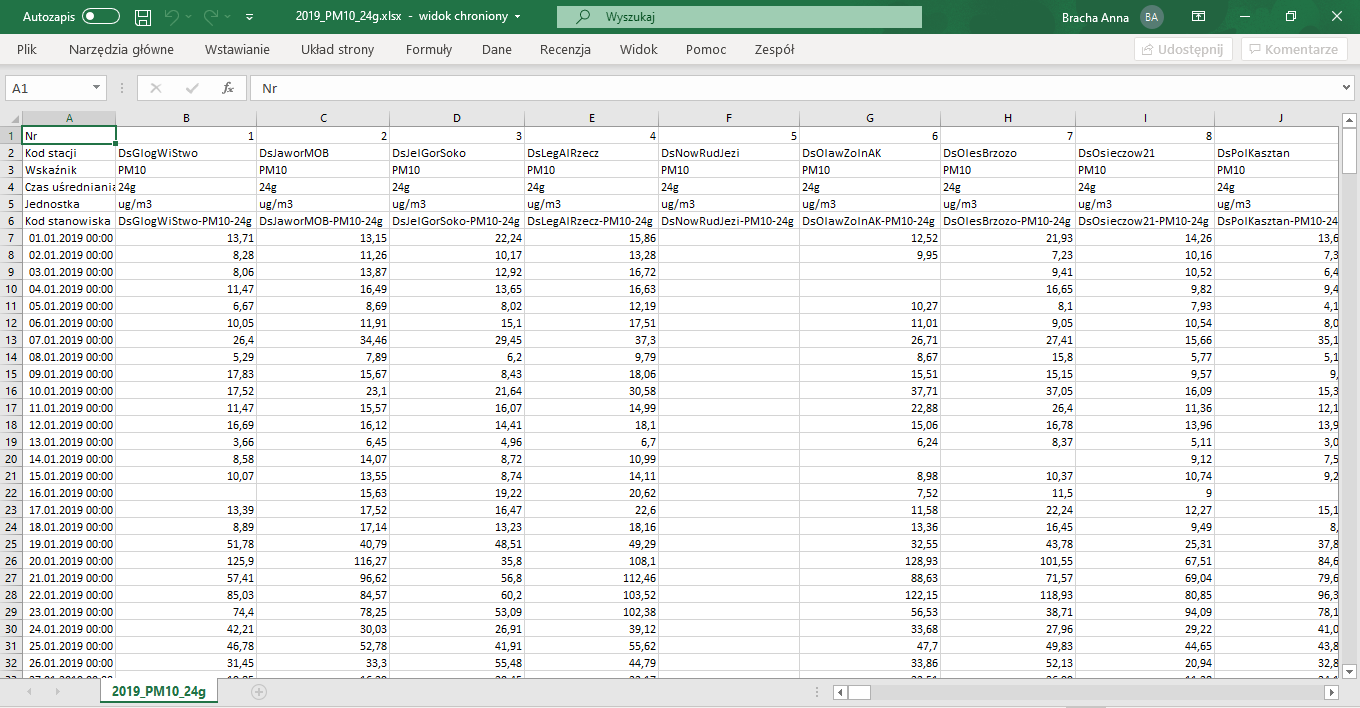 Autozapis 2019_PM10_24g.xlsx - widok chroniony Wyszukaj Bracha Anna BA
Plik Narzędzia główne Wstawianie Układ strony Formuły Dane Recenzja Widok Pomoc Zespół Udostępnij Komentarze
A1 fx Nr
A B C D E F G H I J
1 Nr 1 2 3 4 5 6 7 8
2 Kod stacji DsGlogWiStwo DsJaworMOB DsJelGorSoko DsLegAlRzecz DsNowRudJezi DsOlawZolnAK DsOlesBrzozo DsOsieczow21 DsPolKasztan
3 Wskaźnik PM10 PM10 PM10 PM10 PM10 PM10 PM10 PM10 PM10
4 Czas uśredniania 24g 24g 24g 24g 24g 24g 24g 24g 24g
5 Jednostka ug/m3 ug/m3 ug/m3 ug/m3 ug/m3 ug/m3 ug/m3 ug/m3 ug/m3
6 Kod stanowiska DsGlogWiStwo-PM10-24g DsJaworMOB-PM10-24g DsJelGorSoko-PM10-24g DsLegAlRzecz-PM10-24g DsNowRudJezi-PM10-24g DsOlawZolnAK-PM10-24g DsOlesBrzozo-PM10-24g DsOsieczow21-PM10-24g DsPolKasztan-PM10-24
7 01.01.2019 00:00 13,71 13,15 22,24 15,86 12,52 21,93 14,26 13,6
8 02.01.2019 00:00 8,28 11,26 10,17 13,28 9,95 7,23 10,16 7,3
9 03.01.2019 00:00 8,06 13,87 12,92 16,72 9,41 10,52 6,4
10 04.01.2019 00:00 11,47 16,49 13,65 16,63 16,65 9,82 9,4
11 05.01.2019 00:00 6,67 8,69 8,02 12,19 10,27 8,1 7,93 4,1
12 06.01.2019 00:00 10,05 11,91 15,1 17,51 11,01 9,05 10,54 8,0
13 07.01.2019 00:00 26,4 34,46 29,45 37,3 26,71 27,41 15,66 35,1
14 08.01.2019 00:00 5,29 7,89 6,2 9,79 8,67 15,8 5,77 5,1
15 09.01.2019 00:00 17,83 15,67 8,43 18,06 15,51 15,15 9,57 9,
16 10.01.2019 00:00 17,52 23,1 21,64 30,58 37,71 37,05 16,09 15,3
17 11.01.2019 00:00 11,47 15,57 16,07 14,99 22,88 26,4 11,36 12,1
18 12.01.2019 00:00 16,69 16,12 14,41 18,1 15,06 16,78 13,96 13,9
19 13.01.2019 00:00 3,66 6,45 4,96 6,7 6,24 8,37 5,11 3,0
20 14.01.2019 00:00 8,58 14,07 8,72 10,99 9,12 7,5
21 15.01.2019 00:00 10,07 13,55 8,74 14,11 8,98 10,37 10,74 9,2
22 16.01.2019 00:00 15,63 19,22 20,62 7,52 11,5 9
23 17.01.2019 00:00 13,39 17,52 16,47 22,6 11,58 22,24 12,27 15,1
24 18.01.2019 00:00 8,89 17,14 13,23 18,16 13,36 16,45 9,49 8,
25 19.01.2019 00:00 51,78 40,79 48,51 49,29 32,55 43,78 25,31 37,8
26 20.01.2019 00:00 125,9 116,27 35,8 108,1 128,93 101,55 67,51 84,6
27 21.01.2019 00:00 57,41 96,62 56,8 112,46 88,63 71,57 69,04 79,6
28 22.01.2019 00:00 85,03 84,57 60,2 103,52 122,15 118,93 80,85 96,3
29 23.01.2019 00:00 74,4 78,25 53,09 102,38 56,53 38,71 94,09 78,1
30 24.01.2019 00:00 42,21 30,03 26,91 39,12 33,68 27,96 29,22 41,0
31 25.01.2019 00:00 46,78 52,78 41,91 55,62 47,7 49,83 44,65 43,8
32 26.01.2019 00:00 31,45 33,3 55,48 44,79 33,86 52,13 20,94 32,8
2019_PM10_24g